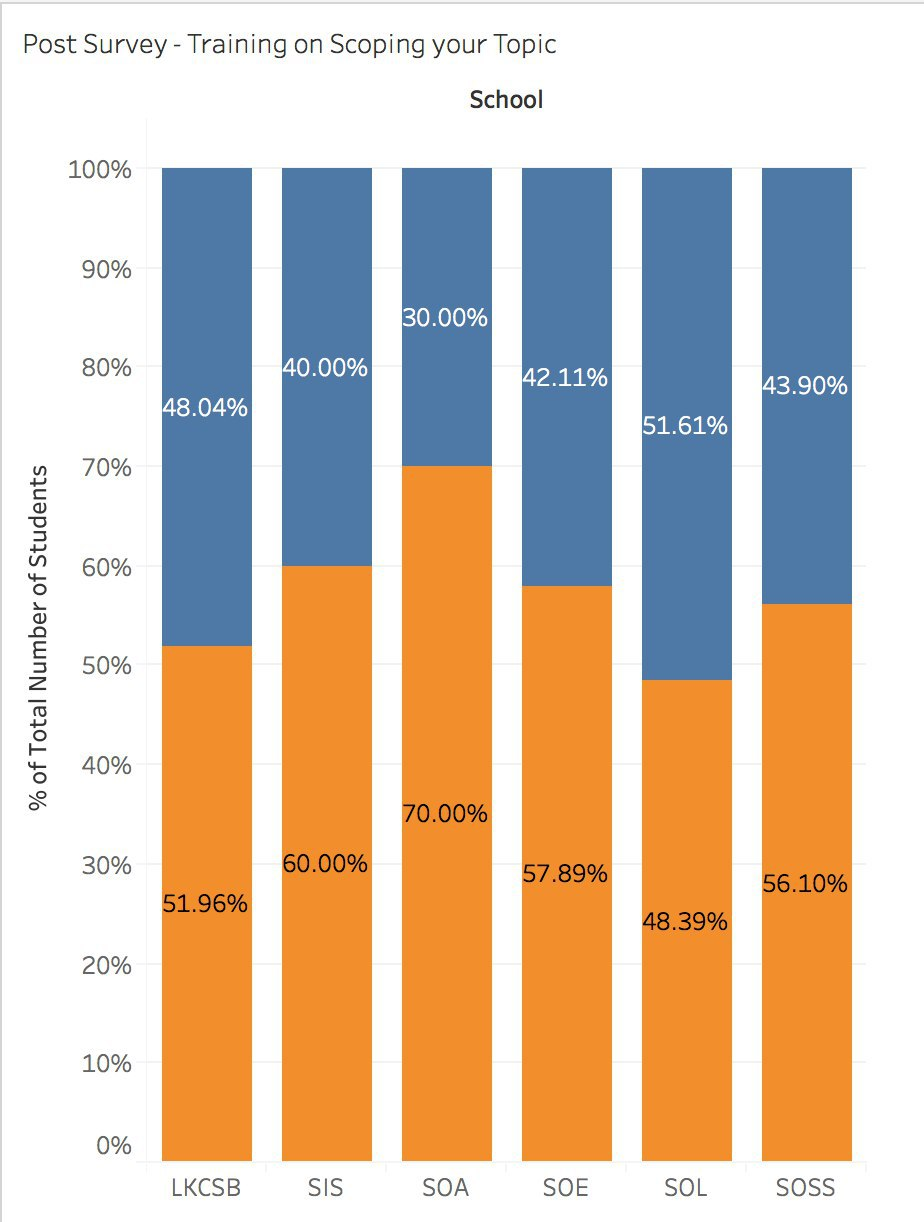 Post Survey - Training on Scoping your Topic
School
% of Total Number of Students
100%
90%
80%
70%
60%
50%
40%
30%
20%
10%
0%
48.04%
40.00%
30.00%
42.11%
51.61%
43.90%
51.96%
60.00%
70.00%
57.89%
48.39%
56.10%
LKCSB
SIS
SOA
SOE
SOL
SOSS